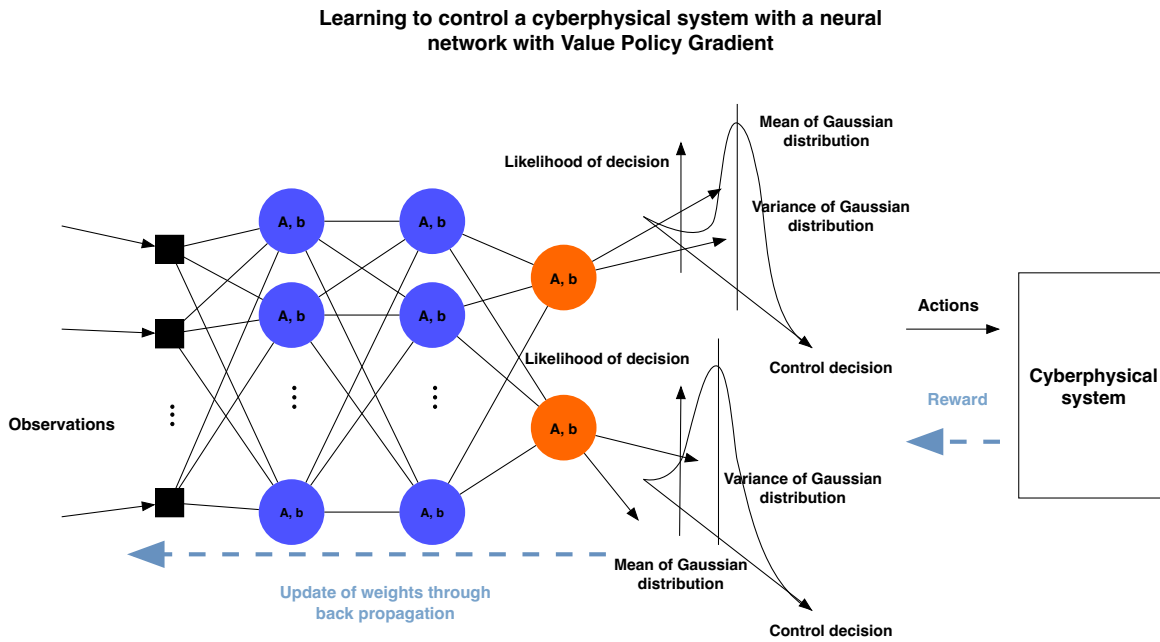 Learning to control a cyberphysical system with a neural
network with Value Policy Gradient
Mean of Gaussian
distribution
Likelihood of decision
Variance of Gaussian
distribution
A, b
A, b
A, b
A, b
A, b
Actions
Likelihood of decision
Control decision
Cyberphysical
system
Reward
Observations
A, b
Variance of Gaussian
distribution
A, b
A, b
Mean of Gaussian
distribution
Update of weights through
back propagation
Control decision